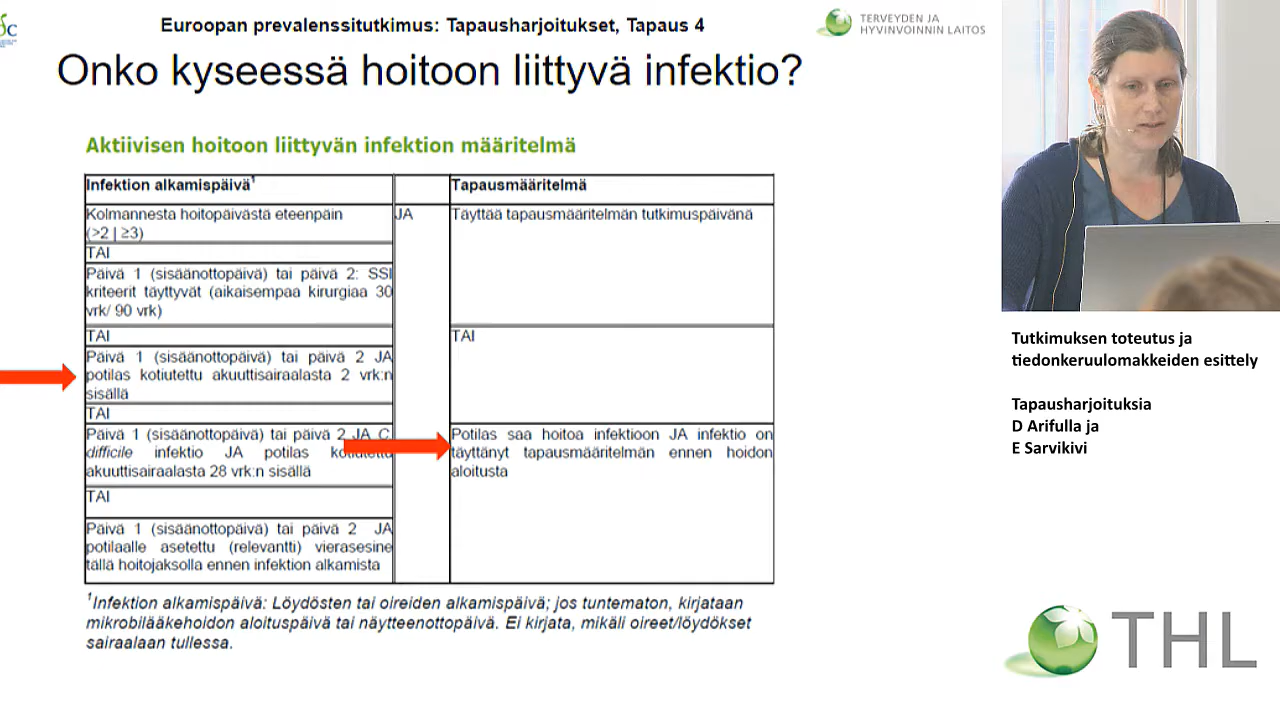 Euroopan prevalenssitutkimus: Tapausharjoitukset, Tapaus 4
TERVEYDEN JA
HYVINVOINNIN LAITOS
Onko kyseessä hoitoon liittyvä infektio?
Aktiivisen hoitoon liittyvän infektion määritelmä
Infektion alkamispäivä¹
Tapausmääritelmä
Kolmannesta hoitopäivästä eteenpäin
(>2 | ≥3)
JA
Täyttää tapausmääritelmän tutkimuspäivänä
TAI
Päivä 1 (sisäänottopäivä) tai päivä 2: SSI
kriteerit täyttyvät (aikaisempaa kirurgiaa 30
vrk/ 90 vrk)
TAI
TAI
Päivä 1 (sisäänottopäivä) tai päivä 2 JA
potilas kotiutettu akuuttisairaalasta 2 vrk:n
sisällä
TAI
Päivä 1 (sisäänottopäivä) tai päivä 2 JA C.
difficile infektio JA potilas kotiutettu
akuuttisairaalasta 28 vrk:n sisällä
Potilas saa hoitoa infektioon JA infektio on
täyttänyt tapausmääritelmän ennen hoidon
aloitusta
TAI
Päivä 1 (sisäänottopäivä) tai päivä 2 JA
potilaalle asetettu (relevantti) vierasesine
tällä hoitojaksolla ennen infektion alkamista
¹Infektion alkamispäivä: Löydösten tai oireiden alkamispäivä; jos tuntematon, kirjataan
mikrobilääkehoidon aloituspäivä tai näytteenottopäivä. Ei kirjata, mikäli oireet/löydökset
sairaalaan tullessa.
Tutkimuksen toteutus ja
tiedonkeruulomakkeiden esittely
Tapausharjoituksia
D Arifulla ja
E Sarvikivi
THL